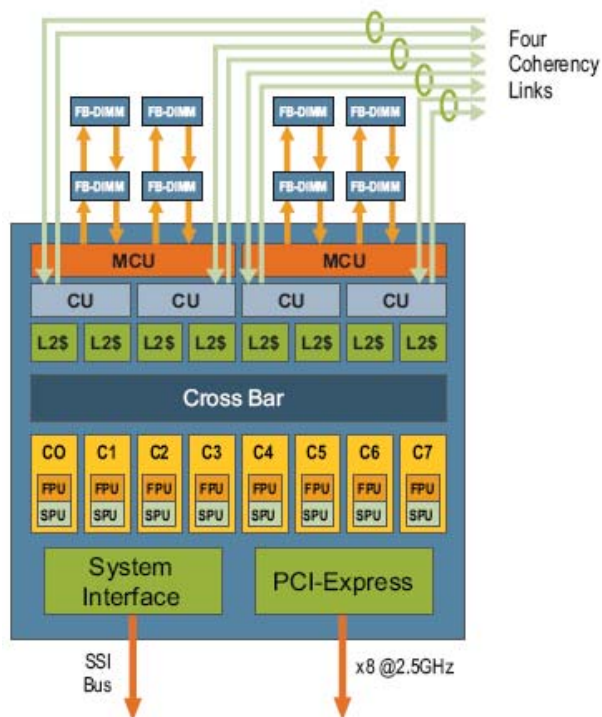 Four
Coherency
Links
FB-DIMM FB-DIMM FB-DIMM FB-DIMM
FB-DIMM FB-DIMM FB-DIMM FB-DIMM
MCU MCU
CU CU CU CU
L2$ L2$ L2$ L2$ L2$ L2$ L2$ L2$
Cross Bar
C0 C1 C2 C3 C4 C5 C6 C7
FPU FPU FPU FPU FPU FPU FPU FPU
SPU SPU SPU SPU SPU SPU SPU SPU
System
Interface
PCI-Express
SSI
Bus
x8 @2.5GHz